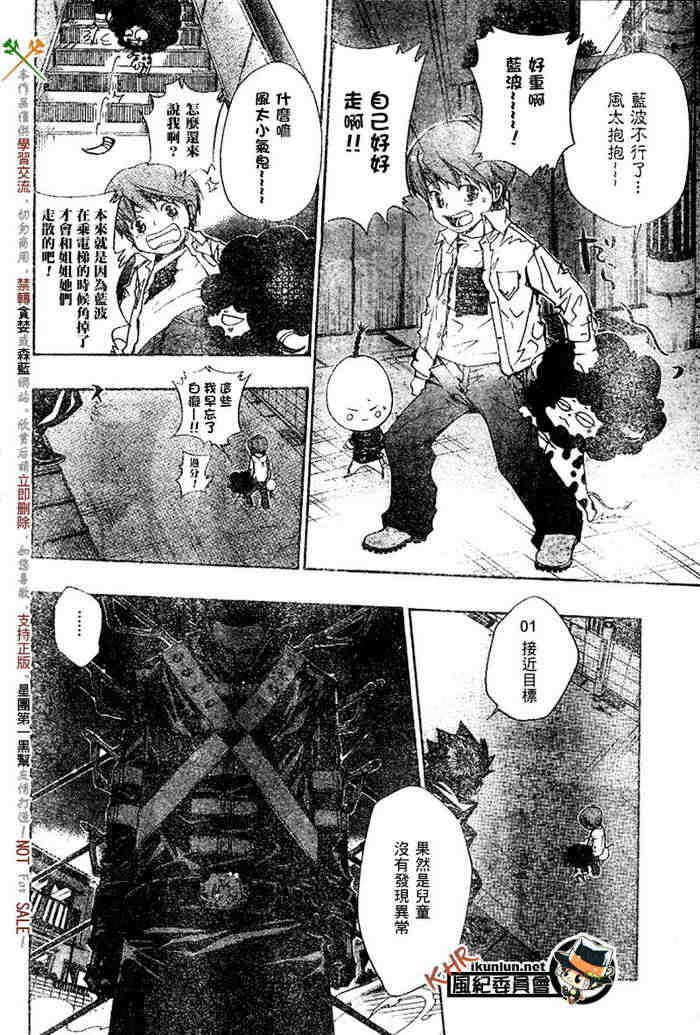 藍波不行了…
風太抱抱~~~
好重啊
藍波~~~~!
自己好好
走啊!!
什麼嘛
風太小氣鬼~~~~
怎麼還來
說我啊?
本來就是因為藍波
在乘電梯的時候角掉了
才會和姐姐她們
走散的吧!
這些
我早忘了
白癡—!!
過分!
01
接近目標
………
果然是兒童
沒有發現異常
本作品僅供學習交流，切勿商用，禁轉貪婪或森藍網站。欣賞后請立即刪除，如您喜歡，支持正版。星團第一黑幫友情打造—NOT For SALE—
KHR
ikunlun.net
風紀委員會